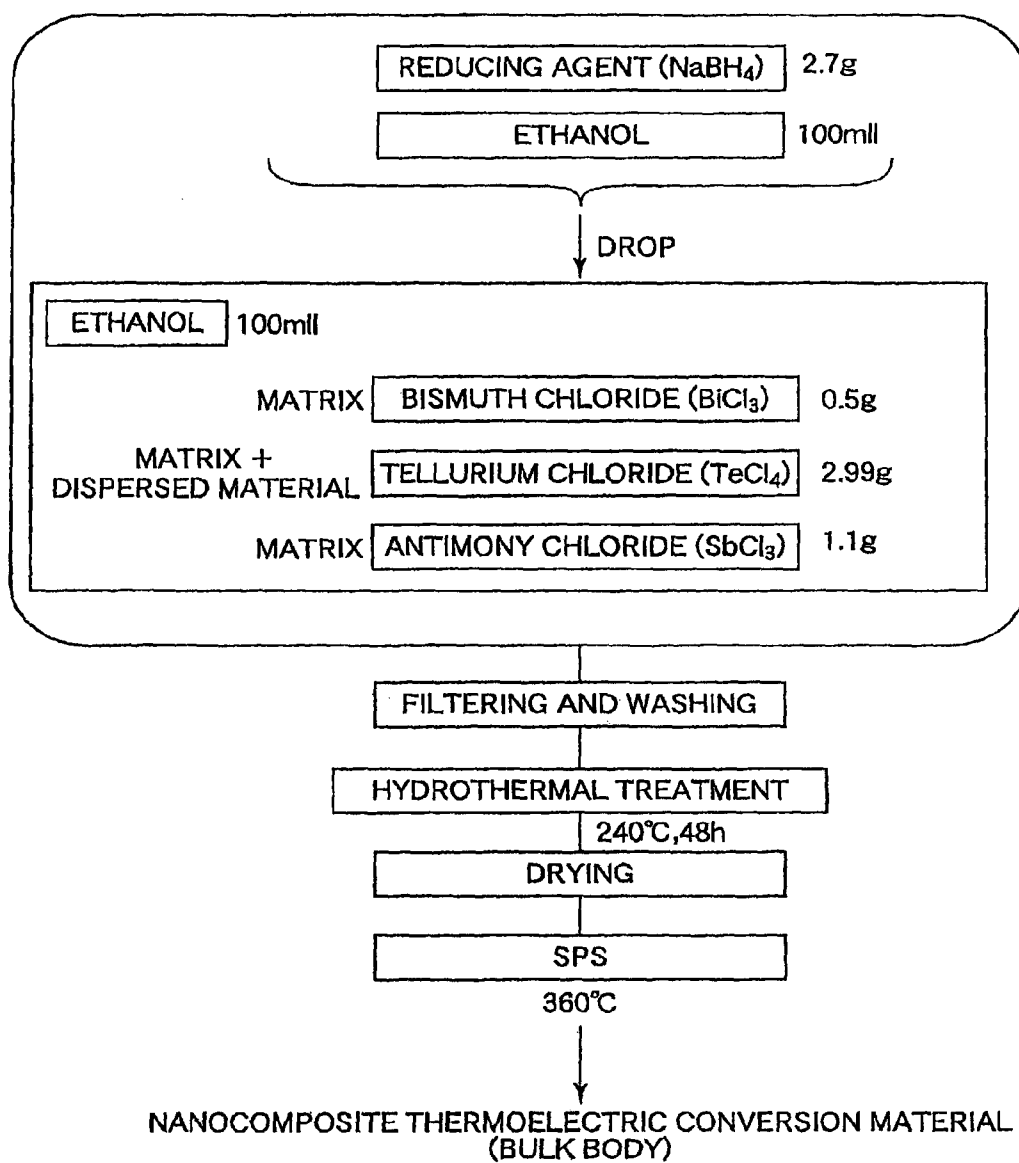 REDUCING AGENT (NaBH₄) 2.7g
ETHANOL 100mll
DROP
ETHANOL 100mll
MATRIX BISMUTH CHLORIDE (BiCl₃) 0.5g
MATRIX +
DISPERSED MATERIAL TELLURIUM CHLORIDE (TeCl₄) 2.99g
MATRIX ANTIMONY CHLORIDE (SbCl₃) 1.1g
FILTERING AND WASHING
HYDROTHERMAL TREATMENT
240°C,48h
DRYING
SPS
360°C
NANOCOMPOSITE THERMOELECTRIC CONVERSION MATERIAL
(BULK BODY)